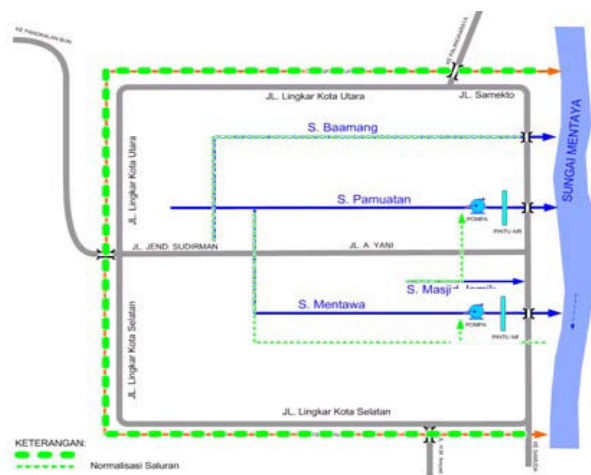 KE PANGKALAN BUN
KE PALANGKARAYA
JL. Lingkar Kota Utara
JL. Samekto
S. Baamang
JL. Lingkar Kota Utara
SUNGAI MENTAYA
S. Pamuatan
POMPA
PINTU AIR
JL. JEND. SUDIRMAN
JL. A. YANI
S. Masjid Jamik
S. Mentawa
POMPA
PINTU AIR
JL. Lingkar Kota Selatan
JL. Lingkar Kota Selatan
KETERANGAN:
Normalisasi Saluran